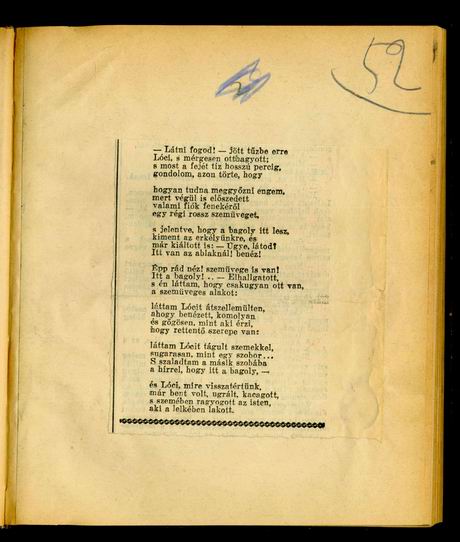 52
— Látni fogod! — jött tűzbe erre
Lóci, s mérgesen otthagyott;
s most a fejét tíz hosszú percig,
gondolom, azon törte, hogy
hogyan tudna meggyőzni engem,
mert végül is előszedett
valami fiók fenekéről
egy régi rossz szemüveget,
s jelentve, hogy a bagoly itt lesz,
kiment az erkélyünkre, és
már kiáltott is: — Ugye, látod?
Itt van az ablaknál! benéz!
Épp rád néz! szemüvege is van!
Itt a bagoly! . . — Elhallgatott,
s én láttam, hogy csakugyan ott van,
a szemüveges alakot:
láttam Lócit átszellemülten,
ahogy benézett, komolyan
és gőgösen, mint aki érzi,
hogy rettentő szerepe van:
láttam Lócit tágult szemekkel,
sugarasan, mint egy szobor...
S szaladtam a másik szobába
a hírrel, hogy itt a bagoly, —
és Lóci, mire visszatértünk,
már bent volt, ugrált, kacagott,
s szemében ragyogott az isten,
aki a lelkében lakott.